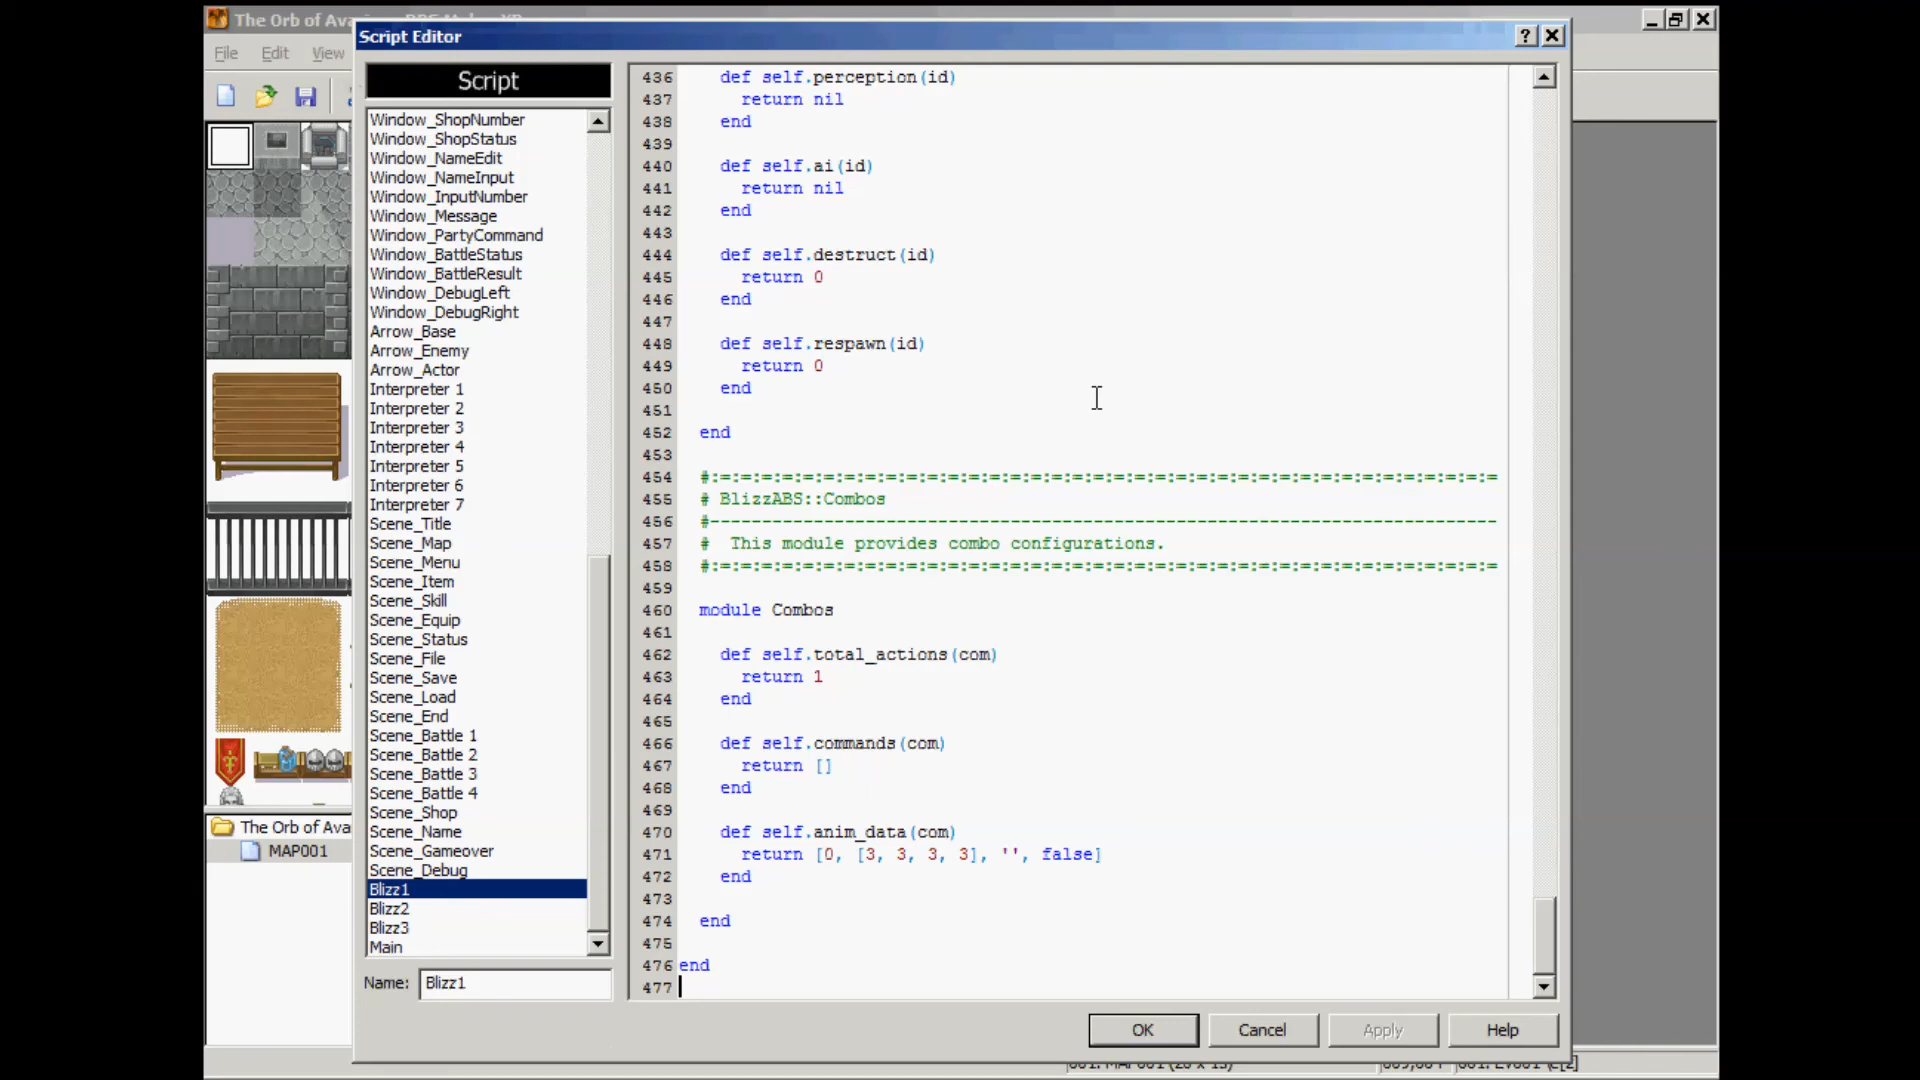 The Orb of Ava
Script Editor
File Edit View
Script
Window_ShopNumber
Window_ShopStatus
Window_NameEdit
Window_NameInput
Window_InputNumber
Window_Message
Window_PartyCommand
Window_BattleStatus
Window_BattleResult
Window_DebugLeft
Window_DebugRight
Arrow_Base
Arrow_Enemy
Arrow_Actor
Interpreter 1
Interpreter 2
Interpreter 3
Interpreter 4
Interpreter 5
Interpreter 6
Interpreter 7
Scene_Title
Scene_Map
Scene_Menu
Scene_Item
Scene_Skill
Scene_Equip
Scene_Status
Scene_File
Scene_Save
Scene_Load
Scene_End
Scene_Battle 1
Scene_Battle 2
Scene_Battle 3
Scene_Battle 4
Scene_Shop
Scene_Name
Scene_Gameover
Scene_Debug
Blizz1
Blizz2
Blizz3
Main
Name: Blizz1
The Orb of Ava
MAP001
436 def self.perception(id)
437 return nil
438 end
439
440 def self.ai(id)
441 return nil
442 end
443
444 def self.destruct(id)
445 return 0
446 end
447
448 def self.respawn(id)
449 return 0
450 end
451
452 end
453
454 #:=:=:=:=:=:=:=:=:=:=:=:=:=:=:=:=:=:=:=:=:=:=:=:=:=:=:=:=:=:=:=:=:=:=:=:=:=:=
455 # BlizzABS::Combos
456 #----------------------------------------------------------------------------
457 # This module provides combo configurations.
458 #:=:=:=:=:=:=:=:=:=:=:=:=:=:=:=:=:=:=:=:=:=:=:=:=:=:=:=:=:=:=:=:=:=:=:=:=:=:=
459
460 module Combos
461
462 def self.total_actions(com)
463 return 1
464 end
465
466 def self.commands(com)
467 return []
468 end
469
470 def self.anim_data(com)
471 return [0, [3, 3, 3, 3], '', false]
472 end
473
474 end
475
476 end
477
OK Cancel Apply Help